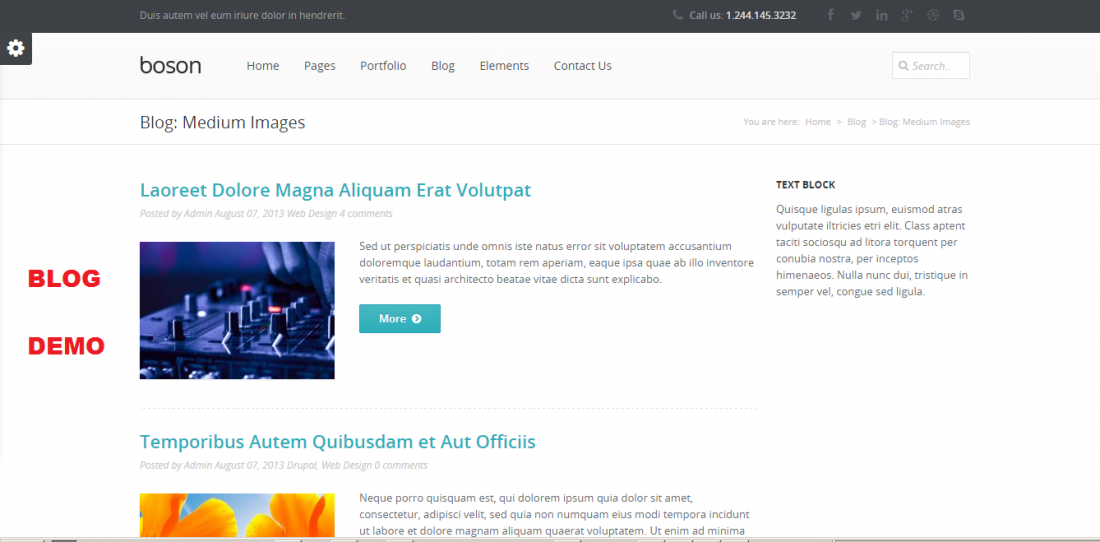 Duis autem vel eum iriure dolor in hendrerit.
Call us: 1.244.145.3232
boson
Home Pages Portfolio Blog Elements Contact Us
Search...
Blog: Medium Images
You are here: Home > Blog > Blog: Medium Images
Laoreet Dolore Magna Aliquam Erat Volutpat
Posted by Admin August 07, 2013 Web Design 4 comments
Sed ut perspiciatis unde omnis iste natus error sit voluptatem accusantium
doloremque laudantium, totam rem aperiam, eaque ipsa quae ab illo inventore
veritatis et quasi architecto beatae vitae dicta sunt explicabo.
More
BLOG
DEMO
Temporibus Autem Quibusdam et Aut Officiis
Posted by Admin August 07, 2013 Drupal, Web Design 0 comments
Neque porro quisquam est, qui dolorem ipsum quia dolor sit amet,
consectetur, adipisci velit, sed quia non numquam eius modi tempora incidunt
ut labore et dolore magnam aliquam quaerat voluptatem. Ut enim ad minima
TEXT BLOCK
Quisque ligulas ipsum, euismod atras
vulputate iltricies etri elit. Class aptent
taciti sociosqu ad litora torquent per
conubia nostra, per inceptos
himenaeos. Nulla nunc dui, tristique in
semper vel, congue sed ligula.